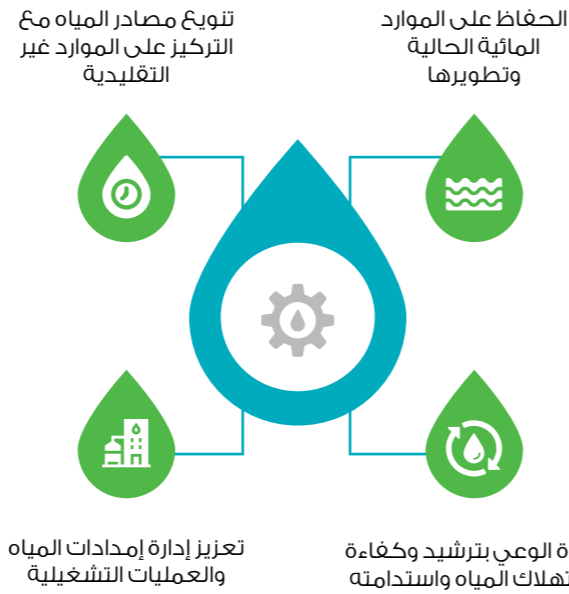 الحفاظ على الموارد
المائية الحالية
وتطويرها
تنويع مصادر المياه مع
التركيز على الموارد غير
التقليدية
الوعي بترشيد وكفاءة
المياه واستدامته
تعزيز إدارة إمدادات المياه
والعمليات التشغيلية